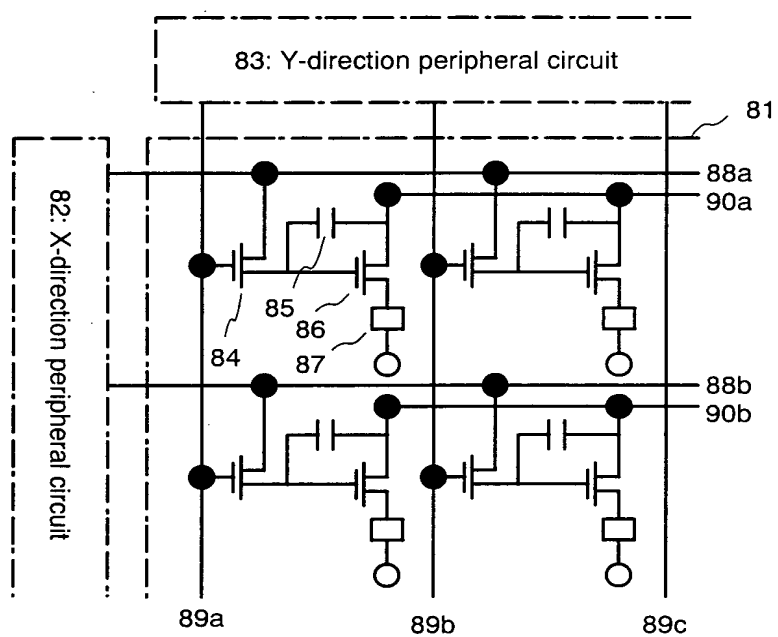 83: Y-direction peripheral circuit
81
82: X-direction peripheral circuit
88a
90a
85
86
84
87
88b
90b
89a
89b
89c